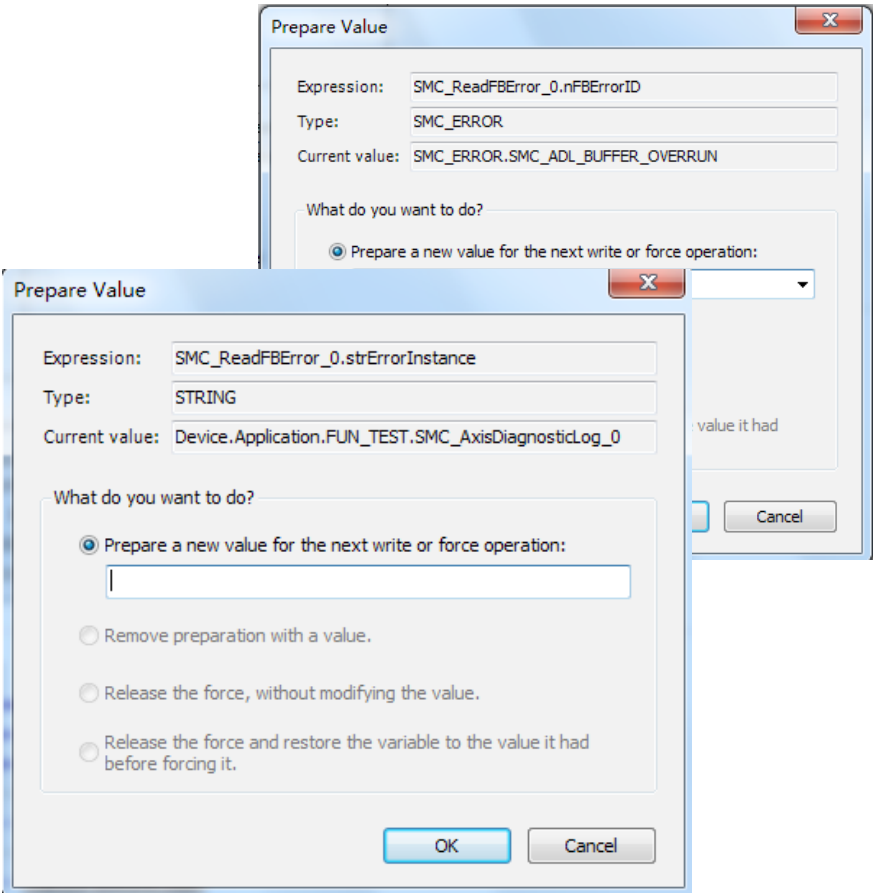 Prepare Value
Expression: SMC_ReadFBError_0.nFBErrorID
Type: SMC_ERROR
Current value: SMC_ERROR.SMC_ADL_BUFFER_OVERRUN
What do you want to do?
Prepare a new value for the next write or force operation:
value it had
Cancel
Prepare Value
Expression: SMC_ReadFBError_0.strErrorInstance
Type: STRING
Current value: Device.Application.FUN_TEST.SMC_AxisDiagnosticLog_0
What do you want to do?
Prepare a new value for the next write or force operation:
Remove preparation with a value.
Release the force, without modifying the value.
Release the force and restore the variable to the value it had
before forcing it.
OK Cancel